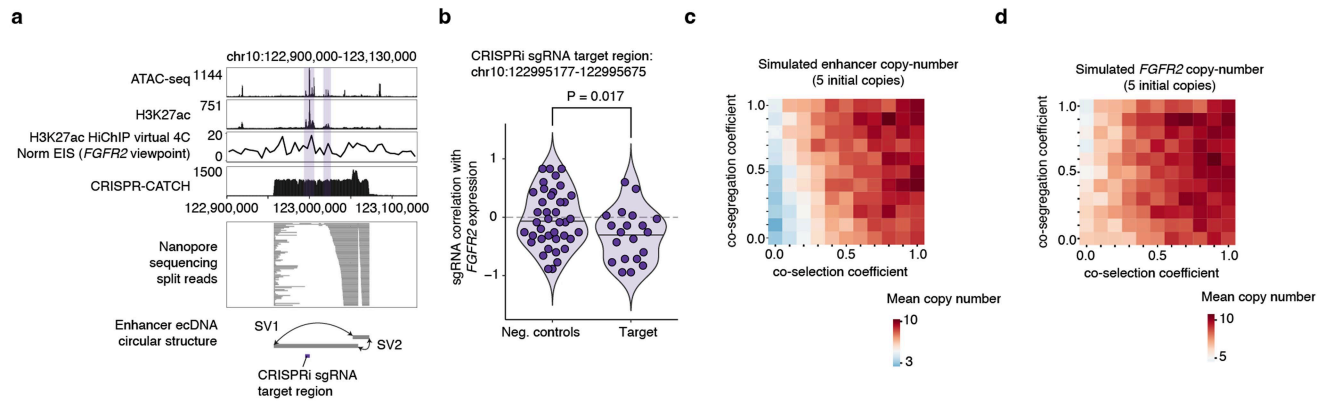 a
chr10:122,900,000-123,130,000
ATAC-seq
1144
H3K27ac
751
H3K27ac HiChIP virtual 4C
Norm EIS (FGFR2 viewpoint)
20
0
CRISPR-CATCH
1500
122,900,000
123,000,000
123,100,000
Nanopore
sequencing
split reads
Enhancer ecDNA
circular structure
SV1
SV2
CRISPRi sgRNA
target region
b
CRISPRi sgRNA target region:
chr10:122995177-122995675
P = 0.017
sgRNA correlation with
FGFR2 expression
1
0
−1
Neg. controls
Target
c
Simulated enhancer copy-number
(5 initial copies)
co-segregation coefficient
1.0
0.5
0.0
0.0
0.5
1.0
co-selection coefficient
Mean copy number
10
3
d
Simulated FGFR2 copy-number
(5 initial copies)
co-segregation coefficient
1.0
0.5
0.0
0.0
0.5
1.0
co-selection coefficient
Mean copy number
10
5